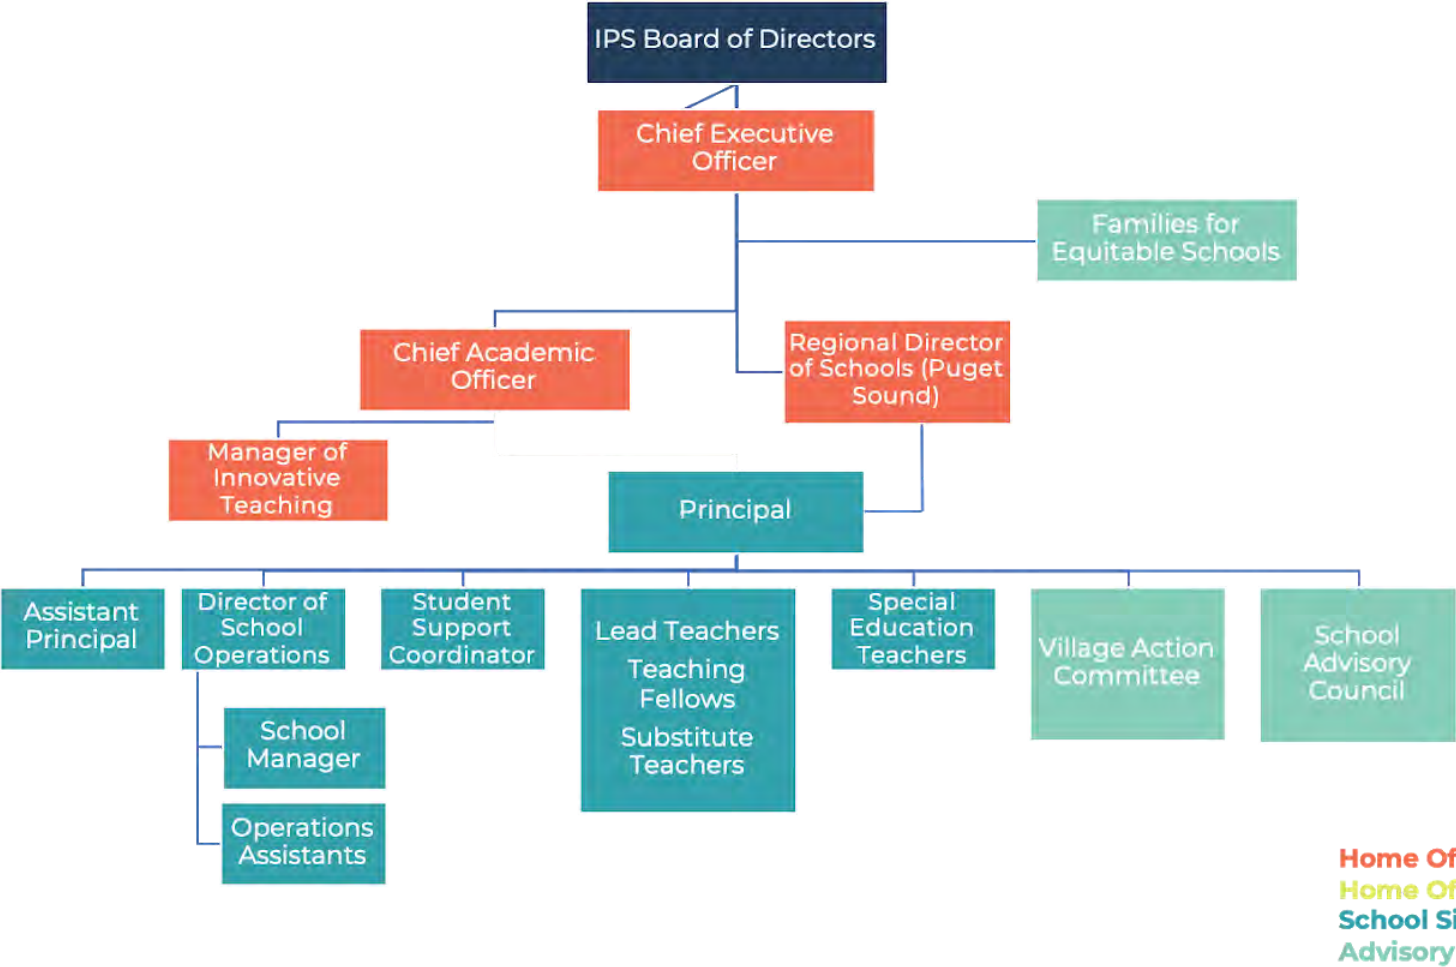 IPS Board of Directors
Chief Executive
Officer
Families for
Equitable Schools
Chief Academic
Officer
Regional Director
of Schools (Puget
Sound)
Manager of
Innovative
Teaching
Principal
Assistant
Principal
Director of
School
Operations
Student
Support
Coordinator
Lead Teachers
Teaching
Fellows
Substitute
Teachers
Special
Education
Teachers
Village Action
Committee
School
Advisory
Council
School
Manager
Operations
Assistants
Home Of
Home Of
School Si
Advisory